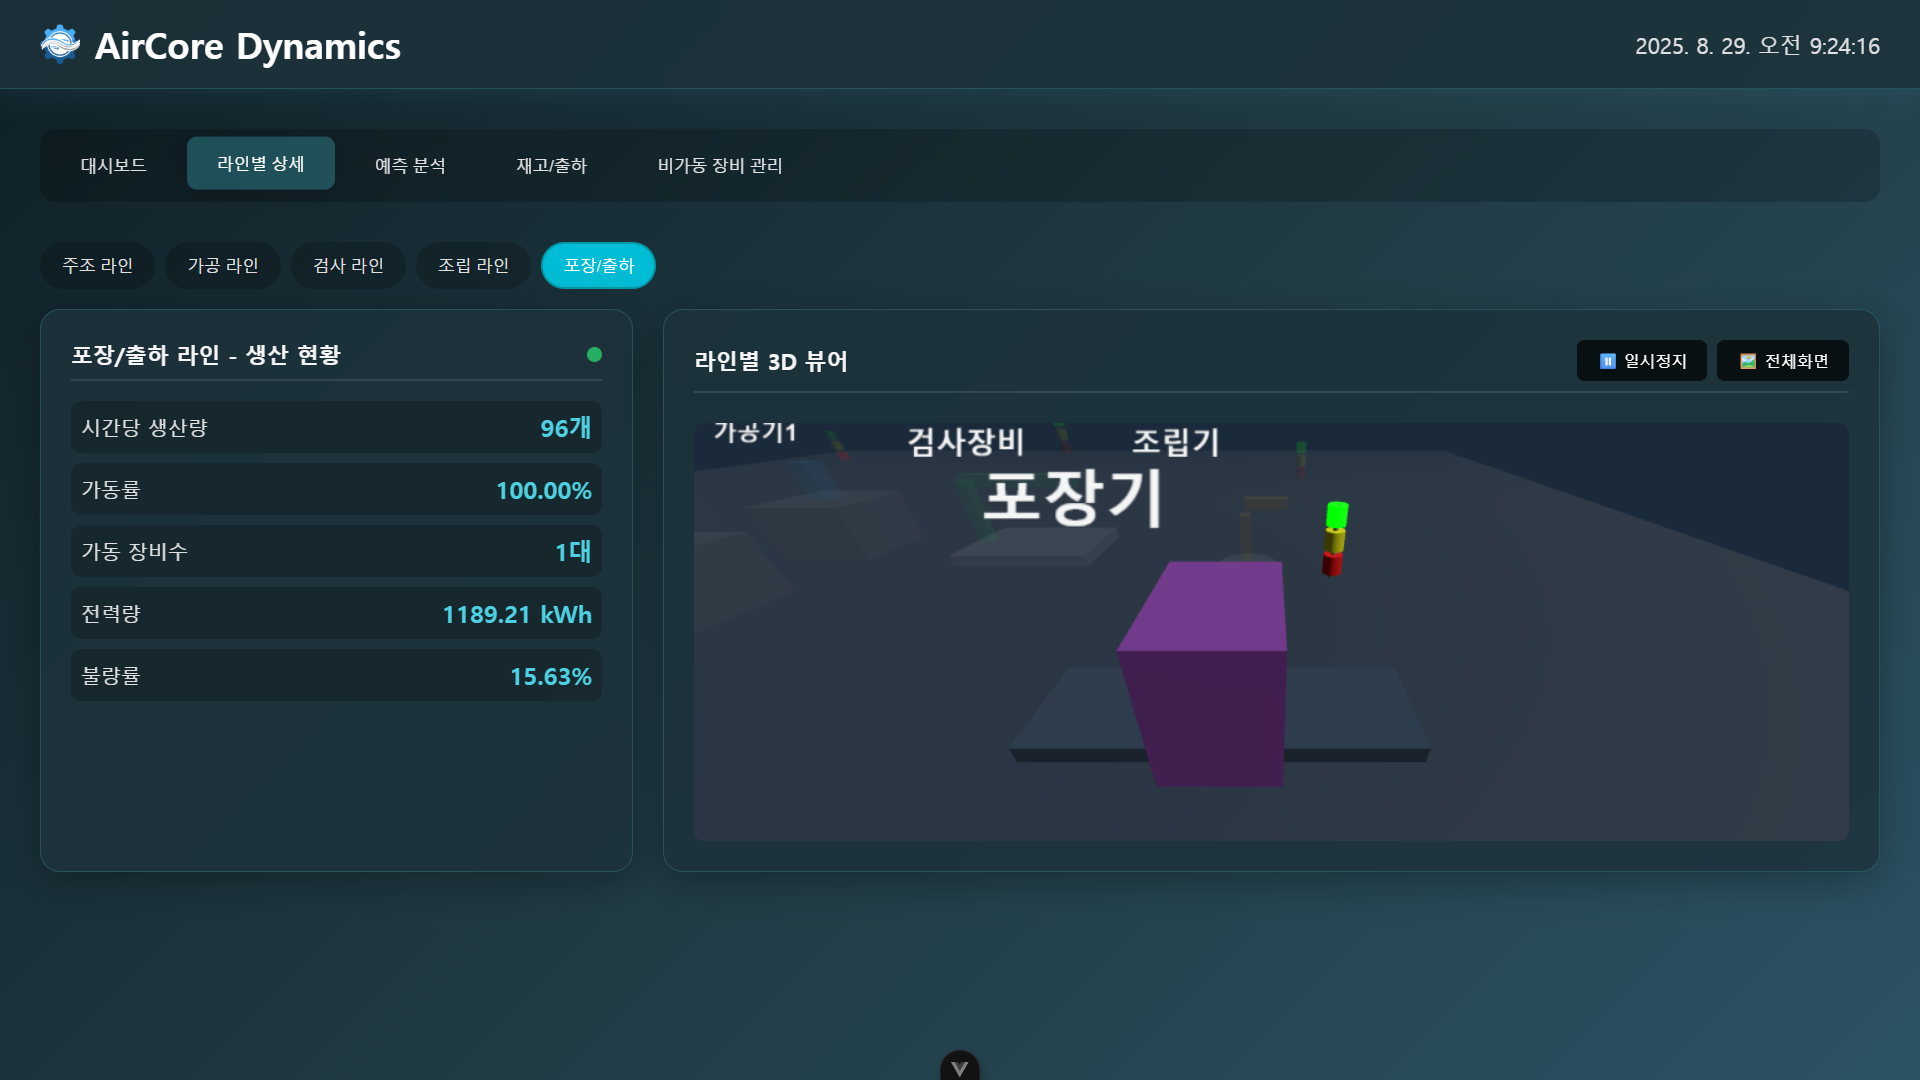 AirCore Dynamics
2025. 8. 29. 오전 9:24:16
대시보드
라인별 상세
예측 분석
재고/출하
비가동 장비 관리
주조 라인
가공 라인
검사 라인
조립 라인
포장/출하
포장/출하 라인 - 생산 현황
시간당 생산량
96개
가동률
100.00%
가동 장비수
1대
전력량
1189.21 kWh
불량률
15.63%
라인별 3D 뷰어
일시정지
전체화면
가공기1
검사장비
조립기
포장기